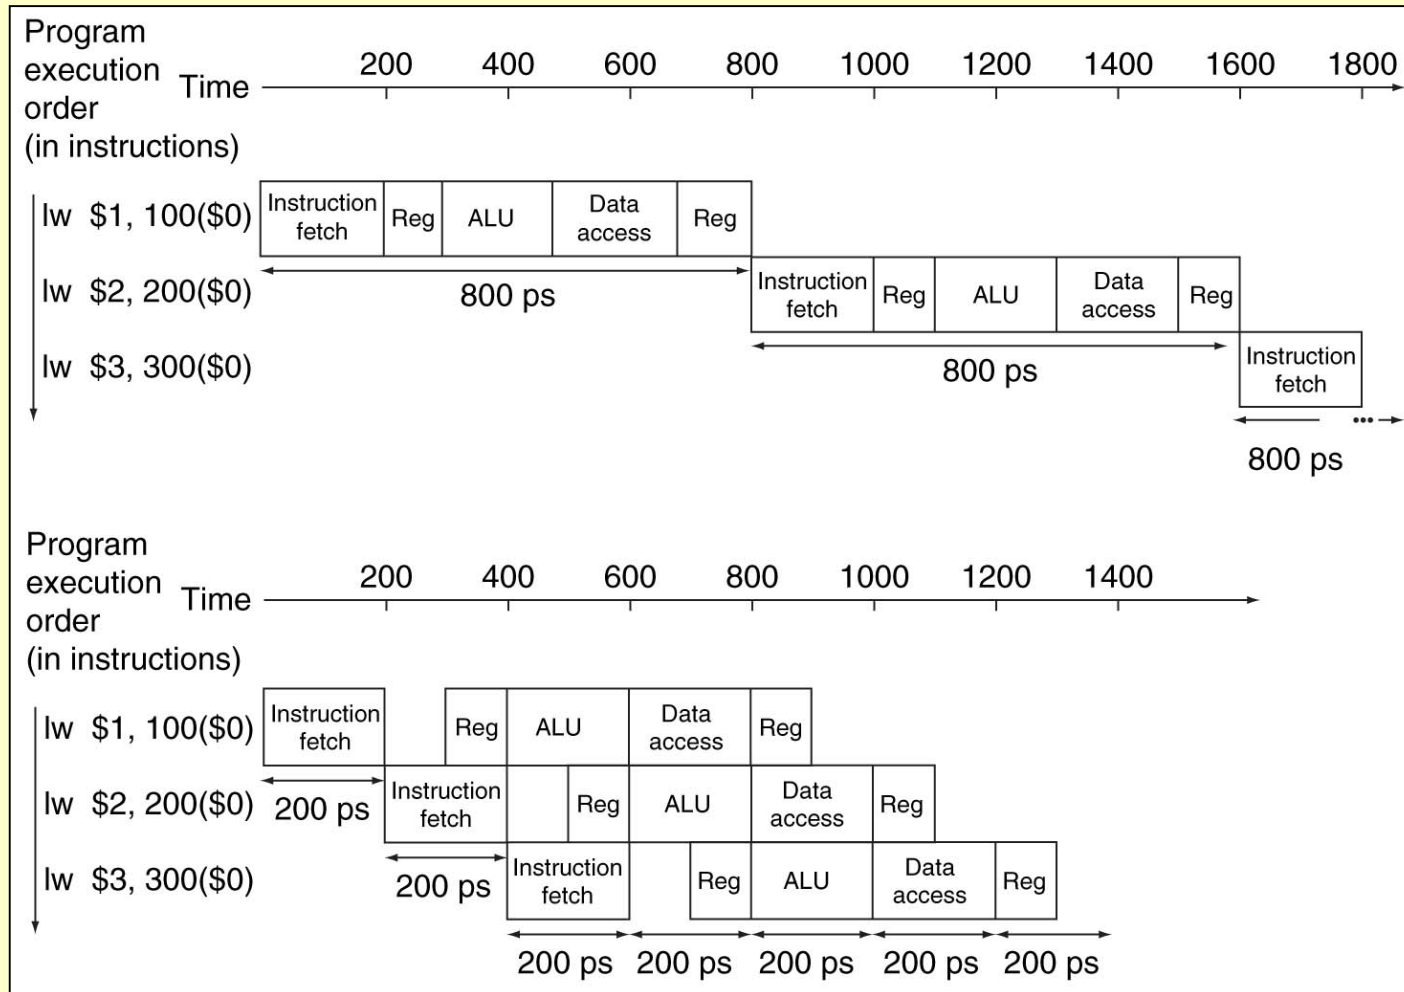 Program
execution
order
(in instructions)
Time
200 400 600 800 1000 1200 1400 1600 1800
lw $1, 100($0)
Instruction
fetch
Reg
ALU
Data
access
Reg
800 ps
lw $2, 200($0)
Instruction
fetch
Reg
ALU
Data
access
Reg
800 ps
lw $3, 300($0)
Instruction
fetch
...
800 ps
Program
execution
order
(in instructions)
Time
200 400 600 800 1000 1200 1400
lw $1, 100($0)
Instruction
fetch
Reg
ALU
Data
access
Reg
200 ps
lw $2, 200($0)
Instruction
fetch
Reg
ALU
Data
access
Reg
200 ps
lw $3, 300($0)
Instruction
fetch
Reg
ALU
Data
access
Reg
200 ps 200 ps 200 ps 200 ps 200 ps